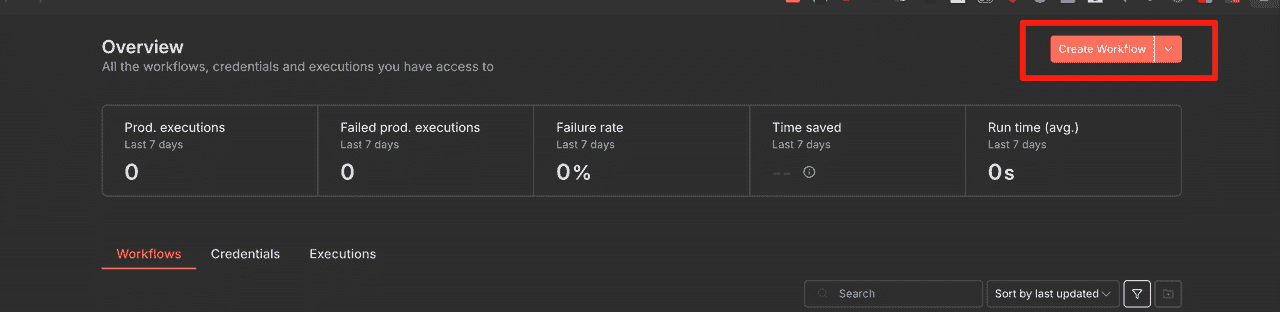 Overview
Create Workflow
All the workflows, credentials and executions you have access to
Prod. executions
Last 7 days
0
Failed prod. executions
Last 7 days
0
Failure rate
Last 7 days
0%
Time saved
Last 7 days
--
Run time (avg.)
Last 7 days
0s
Workflows
Credentials
Executions
Search
Sort by last updated